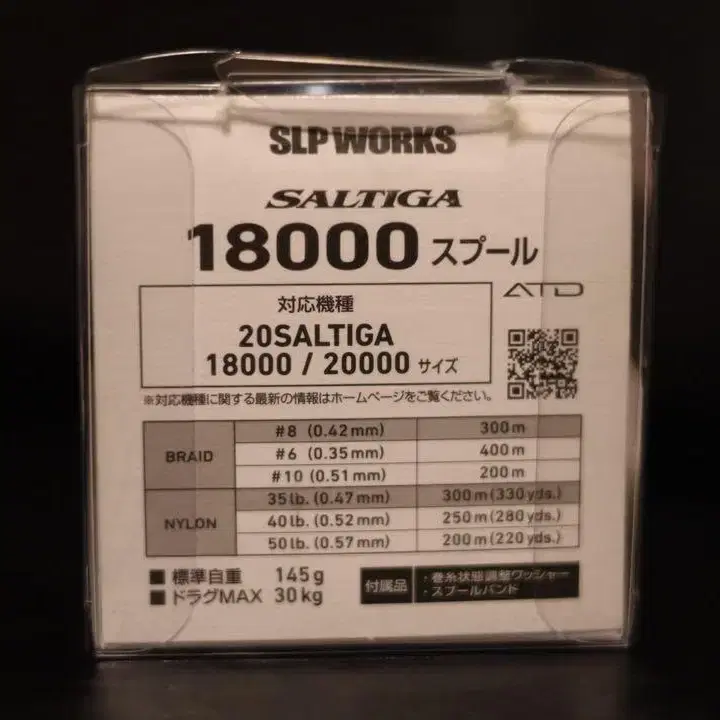 SLP WORKS
SALTIGA
18000 スプール
ATD
対応機種
20SALTIGA
18000 / 20000 サイズ
※対応機種に関する最新の情報はホームページをご覧ください。
BRAID
#8 (0.42mm) 300m
#6 (0.35mm) 400m
#10 (0.51mm) 200m
NYLON
35lb. (0.47mm) 300m(330yds.)
40lb. (0.52mm) 250m(280yds.)
50lb. (0.57mm) 200m(220yds.)
■ 標準自重 145g
■ ドラグMAX 30kg
付属品
・巻糸状態調整ワッシャー
・スプールバンド